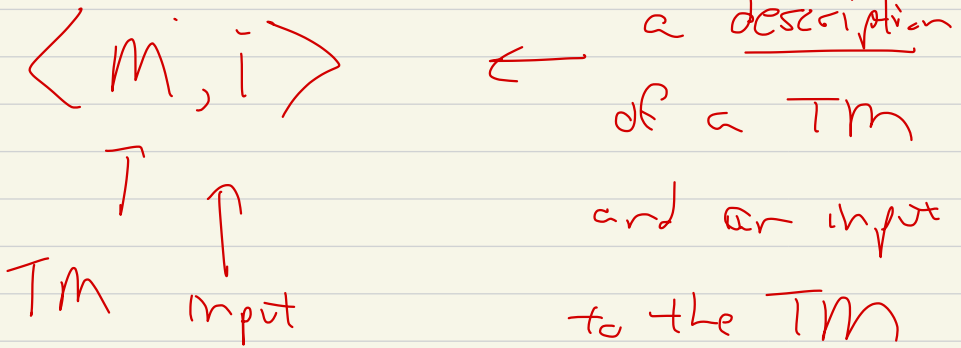 <M, i> ← a description
of a TM
and an input
to the TM
TM input